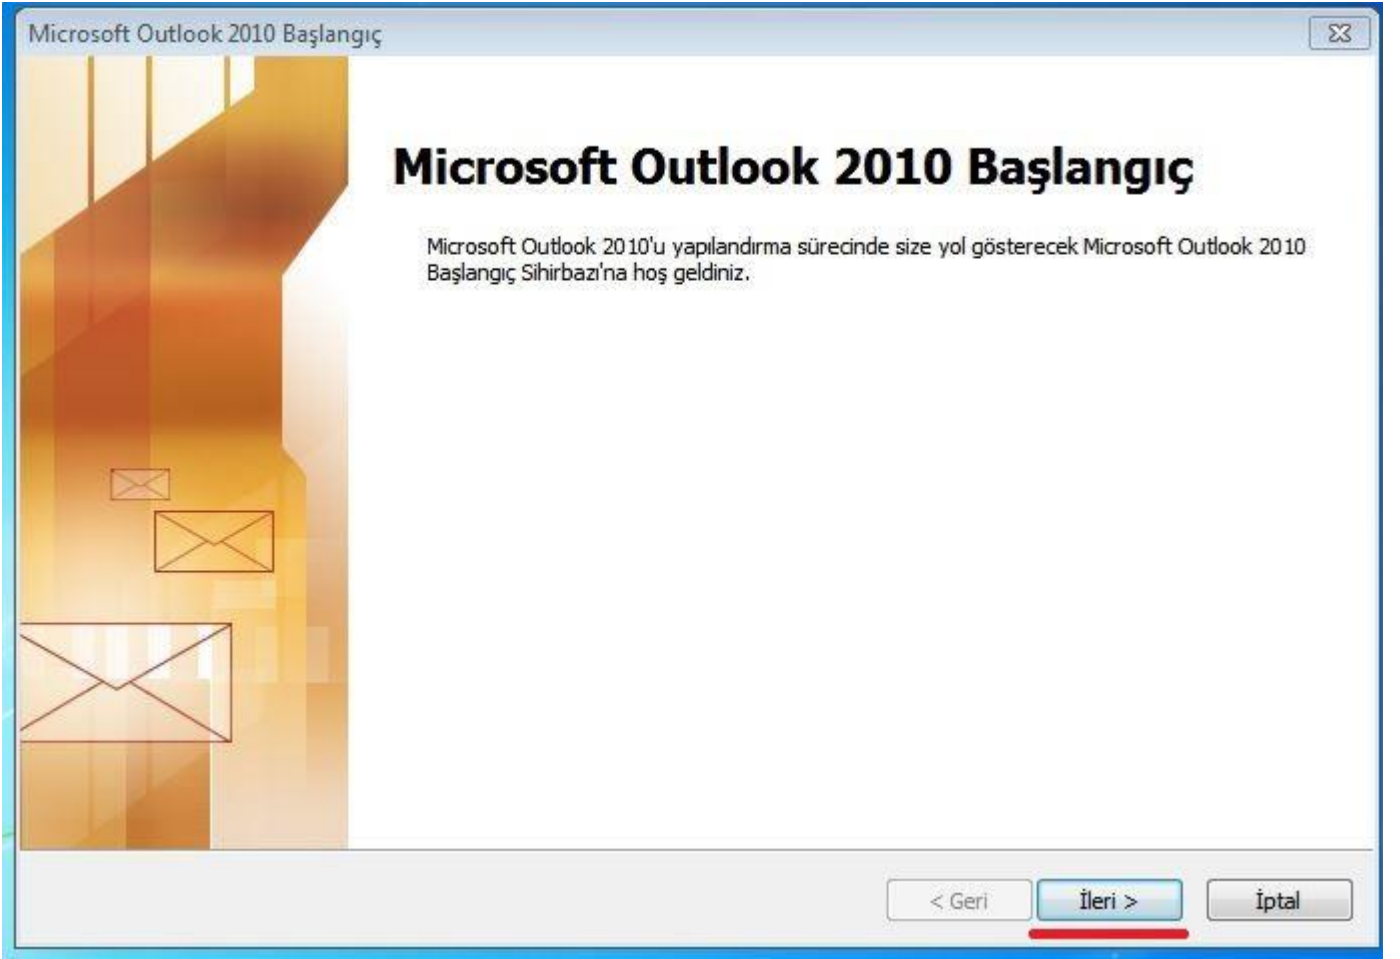 Microsoft Outlook 2010 Başlangıç
Microsoft Outlook 2010 Başlangıç
Microsoft Outlook 2010'u yapılandırma sürecinde size yol gösterecek Microsoft Outlook 2010
Başlangıç Sihirbazı'na hoş geldiniz.
< Geri
İleri >
İptal